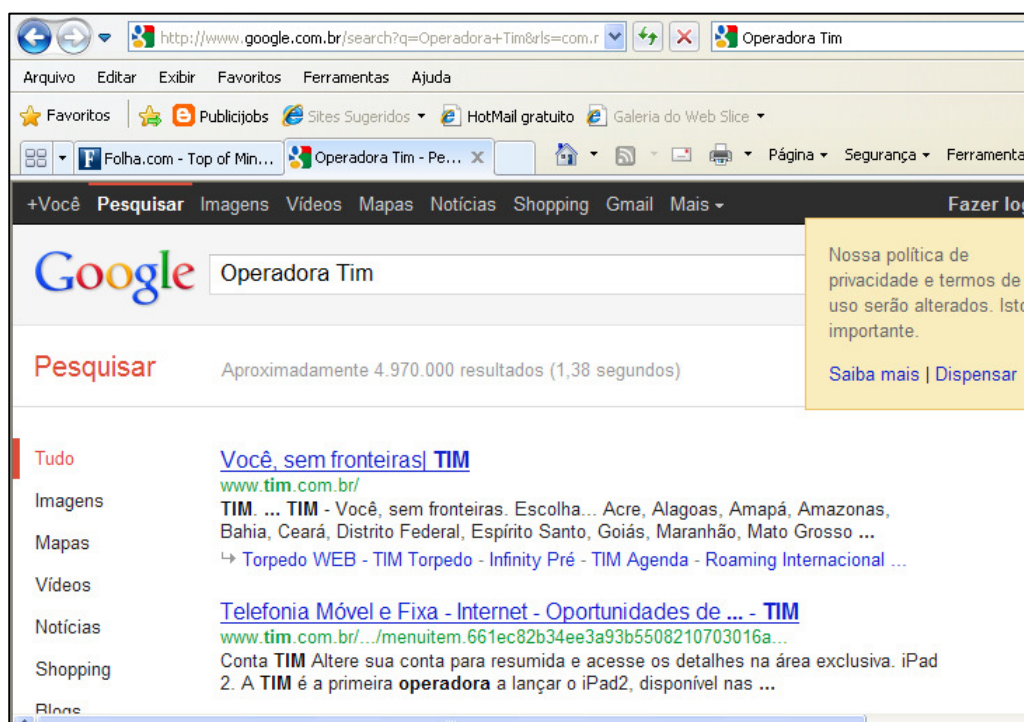 http://www.google.com.br/search?q=Operadora+Tim&rls=com.r Operadora Tim
Arquivo Editar Exibir Favoritos Ferramentas Ajuda
Favoritos Publicijobs Sites Sugeridos HotMail gratuito Galeria do Web Slice
Folha.com - Top of Min... Operadora Tim - Pe... X Página Segurança Ferramenta
+Você Pesquisar Imagens Vídeos Mapas Notícias Shopping Gmail Mais Fazer log
Nossa política de
privacidade e termos de
uso serão alterados. Isto
importante.
Saiba mais | Dispensar
Google Operadora Tim
Pesquisar Aproximadamente 4.970.000 resultados (1,38 segundos)
Tudo
Imagens
Mapas
Vídeos
Notícias
Shopping
Blogs
Você, sem fronteiras| TIM
www.tim.com.br/
TIM. ... TIM - Você, sem fronteiras. Escolha... Acre, Alagoas, Amapá, Amazonas,
Bahia, Ceará, Distrito Federal, Espírito Santo, Goiás, Maranhão, Mato Grosso ...
↳ Torpedo WEB - TIM Torpedo - Infinity Pré - TIM Agenda - Roaming Internacional ...
Telefonia Móvel e Fixa - Internet - Oportunidades de ... - TIM
www.tim.com.br/.../menuitem.661ec82b34ee3a93b5508210703016a...
Conta TIM Altere sua conta para resumida e acesse os detalhes na área exclusiva. iPad
2. A TIM é a primeira operadora a lançar o iPad2, disponível nas ...